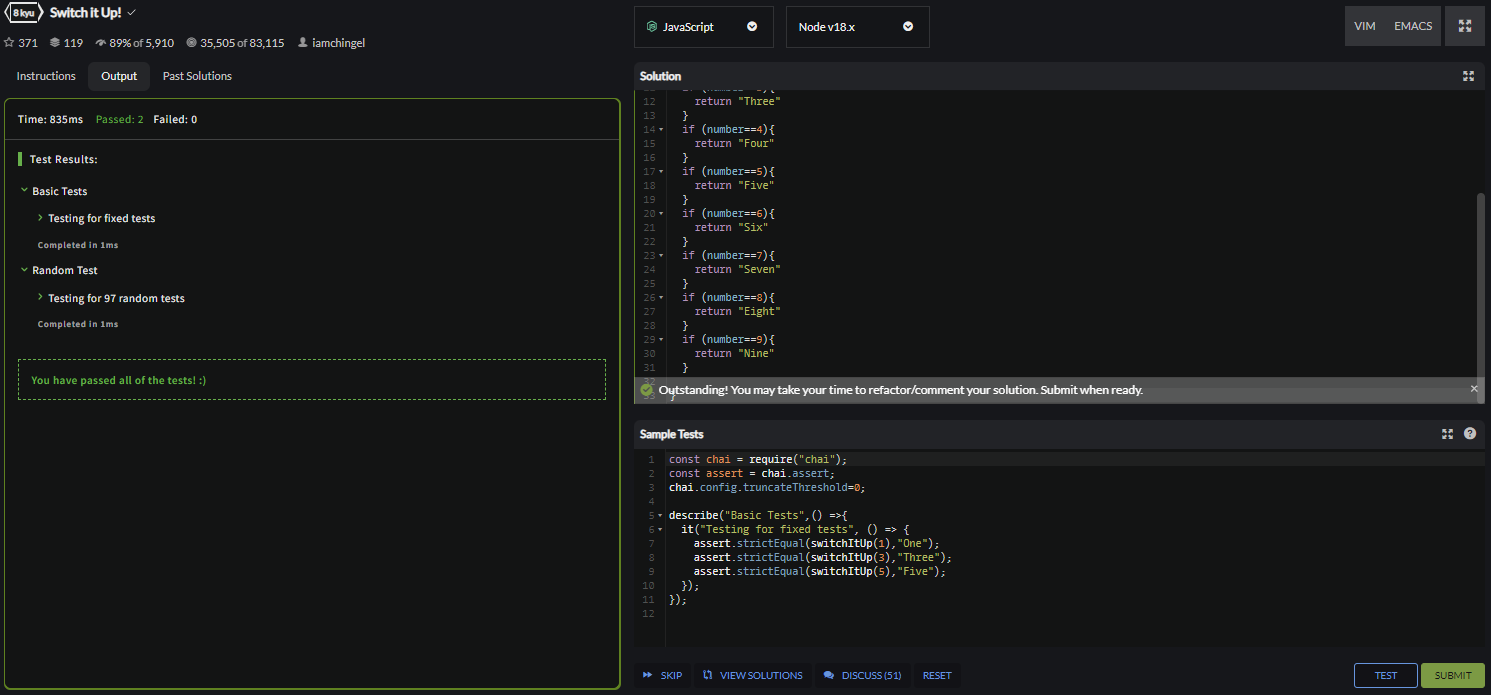 8 kyu Switch it Up!
371 119 89% of 5,910 35,505 of 83,115 iamchingel
Instructions Output Past Solutions
Time: 835ms Passed: 2 Failed: 0
Test Results:
Basic Tests
Testing for fixed tests
Completed in 1ms
Random Test
Testing for 97 random tests
Completed in 1ms
You have passed all of the tests! :)
JavaScript Node v18.x VIM EMACS
Solution
12 return "Three"
13 }
14 if (number==4){
15 return "Four"
16 }
17 if (number==5){
18 return "Five"
19 }
20 if (number==6){
21 return "Six"
22 }
23 if (number==7){
24 return "Seven"
25 }
26 if (number==8){
27 return "Eight"
28 }
29 if (number==9){
30 return "Nine"
31 }
Outstanding! You may take your time to refactor/comment your solution. Submit when ready. ×
33 }
Sample Tests
1 const chai = require("chai");
2 const assert = chai.assert;
3 chai.config.truncateThreshold=0;
4
5 describe("Basic Tests",() =>{
6 it("Testing for fixed tests", () => {
7 assert.strictEqual(switchItUp(1),"One");
8 assert.strictEqual(switchItUp(3),"Three");
9 assert.strictEqual(switchItUp(5),"Five");
10 });
11 });
12
SKIP VIEW SOLUTIONS DISCUSS (51) RESET TEST SUBMIT